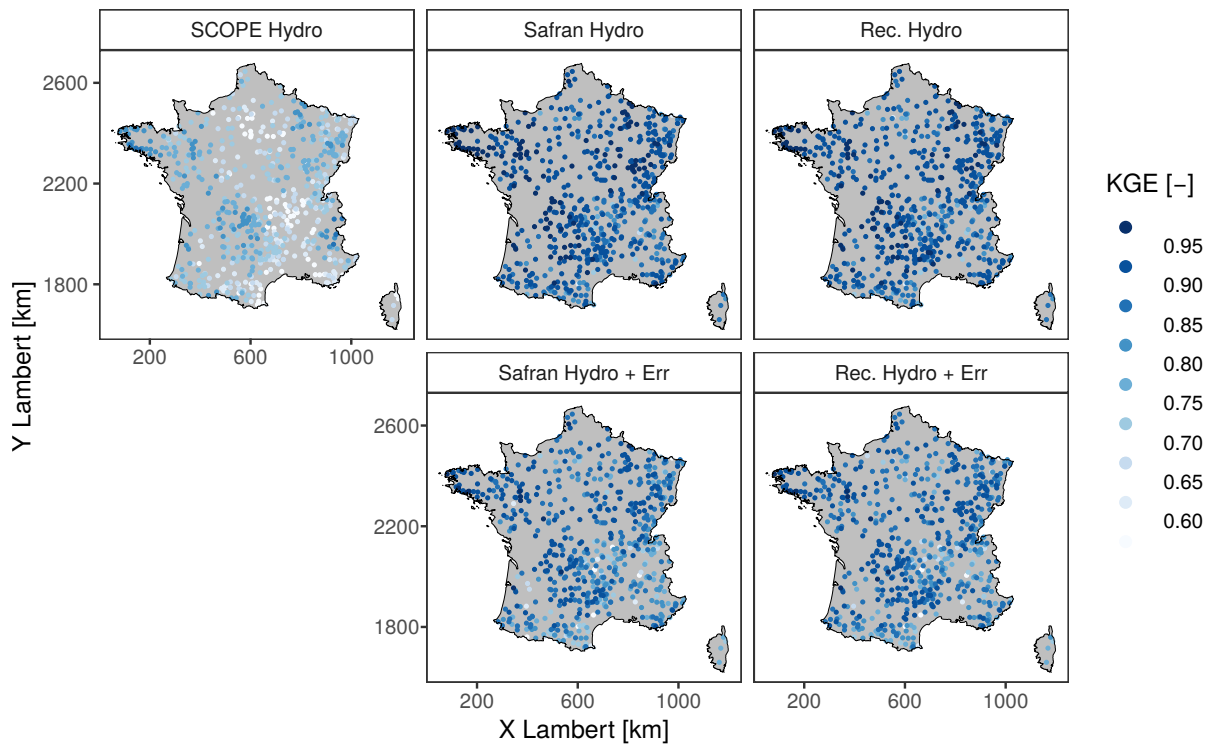 SCOPE Hydro
Safran Hydro
Rec. Hydro
2600
2200
1800
200
600
1000
Safran Hydro + Err
Rec. Hydro + Err
2600
2200
1800
200
600
1000
200
600
1000
X Lambert [km]
Y Lambert [km]
KGE [−]
0.95
0.90
0.85
0.80
0.75
0.70
0.65
0.60